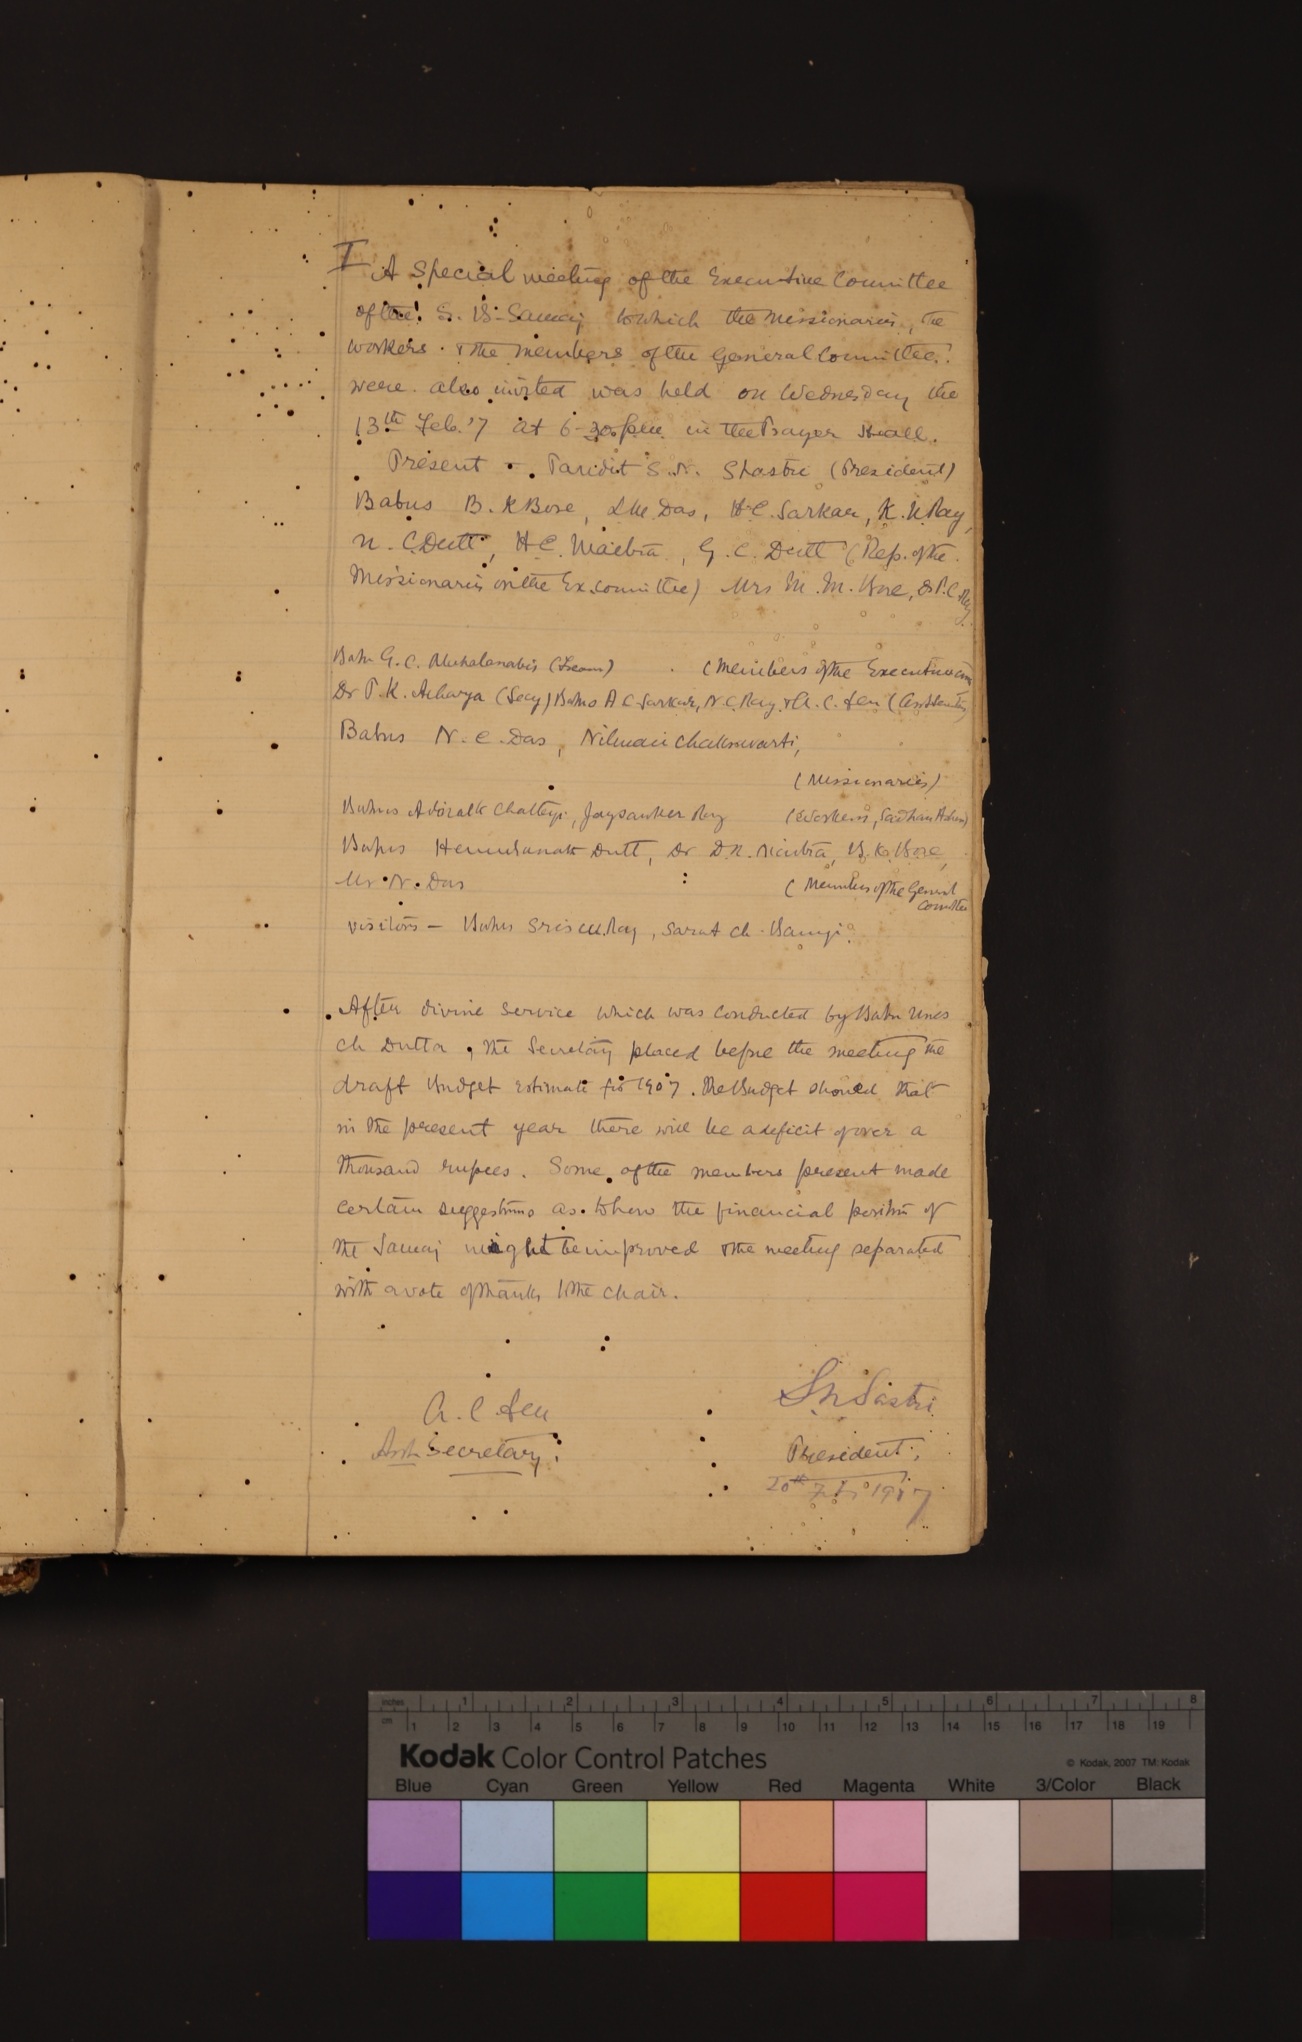 I
A Special meeting of the Executive Committee
of the S. B. Samaj to which the Missionaries, the
workers & the members of the General Committee
were also invited was held on Wednesday the
13th Feb. '7 at 6-30 p.m. in the Prayer Hall.
Present - Pandit S. N. Shastri (President)
Babus B. K Bose, L. M. Das, H. C. Sarkar, K. N. Ray,
N. C. Dutt, H. C. Maitra, G. C. Dutt (Rep. of the
Missionaries on the Ex. Committee) Mrs M. M. Bose, Dr P. C. Ray
Babu G. C. Mahalanabis (Treasr) (Members of the Executive Com
Dr P. K. Acharya (Secy) Babus A C Sarkar, N. C. Ray & A. C. Sen (Asst Secretaries)
Babus N. C. Das, Nilmani Chakravarti,
(Missionaries)
Babus Chatterji, Jaysanker Ray (Workers, Sadhan Ashram)
Babus Dutt, Dr D. N. Maitra, B. K. Bose,
Mr. N. Das (Members of the General
Committee
Visitors - Babus Sris Ch. Ray, Sarat Ch. Banerji.
After divine service which was conducted by Babu Umes
Ch Dutta, the Secretary placed before the meeting the
draft Budget estimate for 1907. The Budget showed that
in the present year there will be a deficit of over a
thousand rupees. Some of the members present made
certain suggestions as to how the financial position of
the Samaj might be improved & the meeting separated
with a vote of thanks to the chair.
A. C. Sen
Asst. Secretary.
S N Sastri
President.
20th Feb 1907
inches 1 2 3 4 5 6 7 8
cm 1 2 3 4 5 6 7 8 9 10 11 12 13 14 15 16 17 18 19
Kodak Color Control Patches © Kodak, 2007 TM: Kodak
Blue Cyan Green Yellow Red Magenta White 3/Color Black